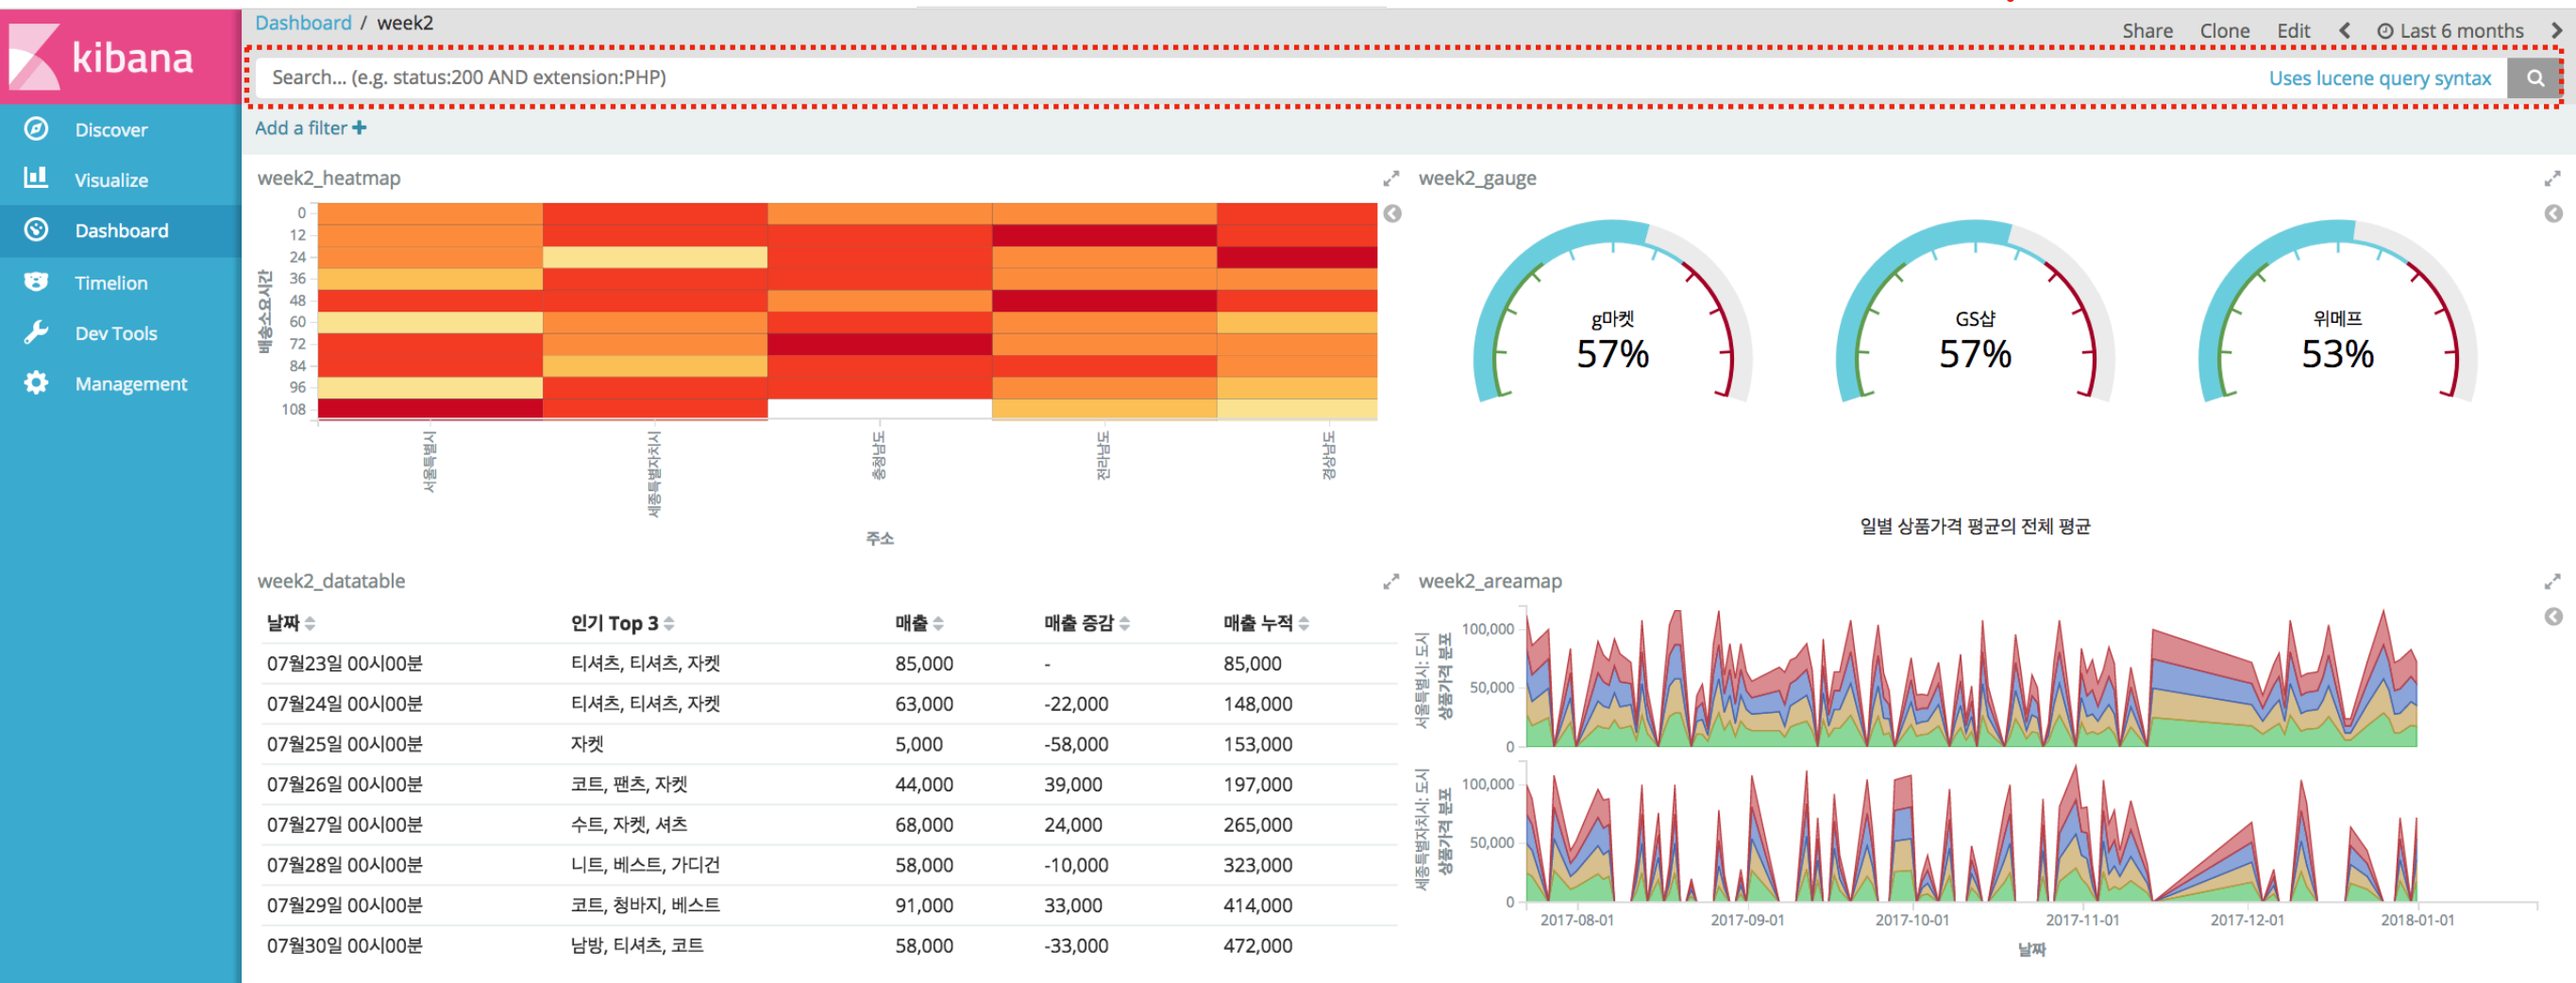 kibana
Discover
Visualize
Dashboard
Timelion
Dev Tools
Management
Dashboard / week2
Share Clone Edit Last 6 months
Search... (e.g. status:200 AND extension:PHP) Uses lucene query syntax
Add a filter
week2_heatmap
배송소요시간
0
12
24
36
48
60
72
84
96
108
서울특별시
세종특별자치시
충청남도
전라남도
경상남도
주소
week2_gauge
g마켓
57%
GS샵
57%
위메프
53%
일별 상품가격 평균의 전체 평균
week2_datatable
날짜 인기 Top 3 매출 매출 증감 매출 누적
07월23일 00시00분 티셔츠, 티셔츠, 자켓 85,000 - 85,000
07월24일 00시00분 티셔츠, 티셔츠, 자켓 63,000 -22,000 148,000
07월25일 00시00분 자켓 5,000 -58,000 153,000
07월26일 00시00분 코트, 팬츠, 자켓 44,000 39,000 197,000
07월27일 00시00분 수트, 자켓, 셔츠 68,000 24,000 265,000
07월28일 00시00분 니트, 베스트, 가디건 58,000 -10,000 323,000
07월29일 00시00분 코트, 청바지, 베스트 91,000 33,000 414,000
07월30일 00시00분 남방, 티셔츠, 코트 58,000 -33,000 472,000
week2_areamap
서울특별시: 도시
상품가격 분포
100,000
50,000
0
세종특별자치시: 도시
상품가격 분포
100,000
50,000
0
2017-08-01 2017-09-01 2017-10-01 2017-11-01 2017-12-01 2018-01-01
날짜